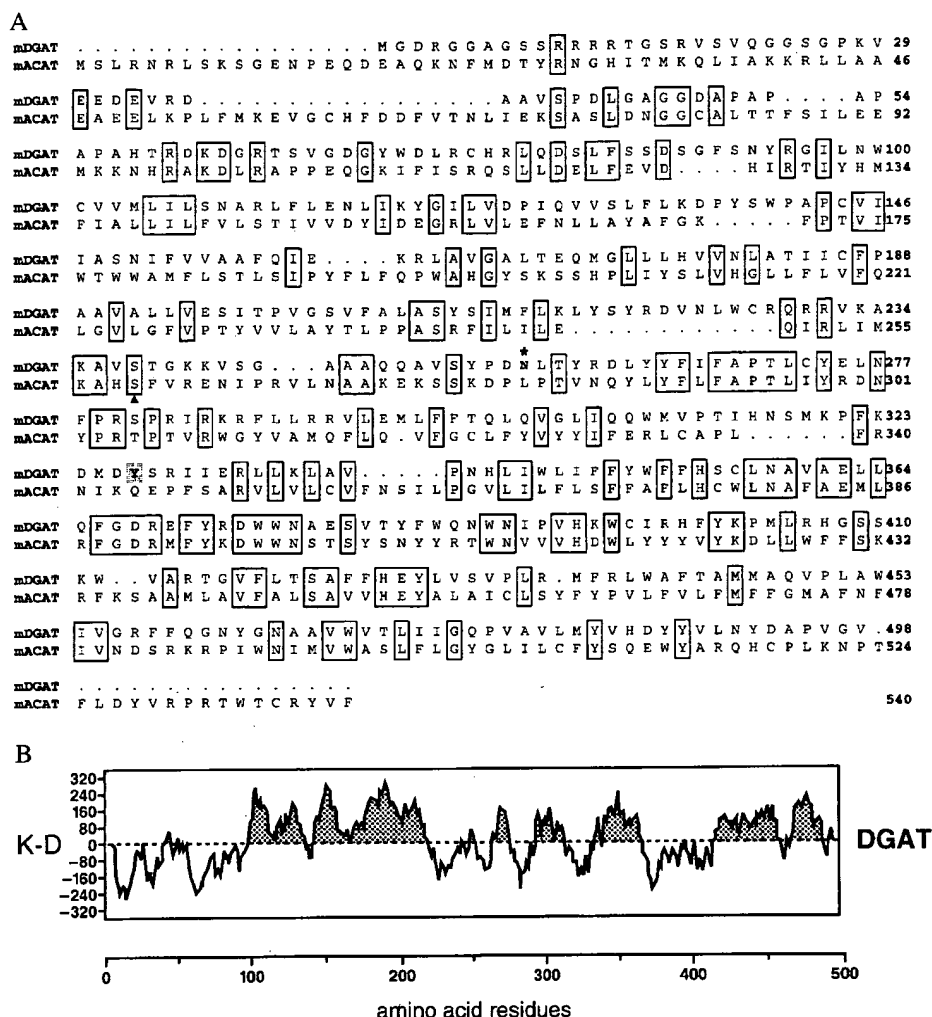 A
mDGAT . . . . . . . . . . . . . . . . . M G D R G G A G S S R R R R T G S R V S V Q G G S G P K V 29
mACAT M S L R N R L S K S G E N P E Q D E A Q K N F M D T Y R N G H I T M K Q L I A K K R L L A A 46
mDGAT E E D E V R D . . . . . . . . . . . . . . . . . A A V S P D L G A G G D A P A P . . . . A P 54
mACAT E A E E L K P L F M K E V G C H F D D F V T N L I E K S A S L D N G G C A L T T F S I L E E 92
mDGAT A P A H T R D K D G R T S V G D G Y W D L R C H R L Q D S L F S S D S G F S N Y R G I L N W 100
mACAT M K K N H R A K D L R A P P E Q G K I F I S R Q S L L D E L F E V D . . . . H I R T I Y H M 134
mDGAT C V V M L I L S N A R L F L E N L I K Y G I L V D P I Q V V S L F L K D P Y S W P A P C V I 146
mACAT F I A L L I L F V L S T I V V D Y I D E G R L V L E F N L L A Y A F G K . . . . . F P T V I 175
mDGAT I A S N I F V V A A F Q I E . . . . K R L A V G A L T E Q M G L L L H V V N L A T I I C F P 188
mACAT W T W W A M F L S T L S I P Y F L F Q P W A H G Y S K S S H P L I Y S L V H G L L F L V F Q 221
mDGAT A A V A L L V E S I T P V G S V F A L A S Y S I M F L K L Y S Y R D V N L W C R Q R R V K A 234
mACAT L G V L G F V P T Y V V L A Y T L P P A S R F I L I L E . . . . . . . . . . . . Q I R L I M 255
*
mDGAT K A V S T G K K V S G . . . A A A Q Q A V S Y P D N L T Y R D L Y Y F I F A P T L C Y E L N 277
mACAT K A H S F V R E N I P R V L N A A K E K S S K D P L P T V N Q Y L Y F L F A P T L I Y R D N 301
▲
mDGAT F P R S P R I R K R F L L R R V L E M L F F T Q L Q V G L I Q Q W M V P T I H N S M K P F K 323
mACAT Y P R T P T V R W G Y V A M Q F L Q . V F G C L F Y V Y Y I F E R L C A P L . . . . . . F R 340
mDGAT D M D Y S R I I E R L L K L A V . . . . . P N H L I W L I F F Y W F F H S C L N A V A E L L 364
mACAT N I K Q E P F S A R V L V L C V F N S I L P G V L I L F L S F F A F L H C W L N A F A E M L 386
mDGAT Q F G D R E F Y R D W W N A E S V T Y F W Q N W N I P V H K W C I R H F Y K P M L R H G S S 410
mACAT R F G D R M F Y K D W W N S T S Y S N Y Y R T W N V V V H D W L Y Y Y V Y K D L L W F F S K 432
mDGAT K W . . V A R T G V F L T S A F F H E Y L V S V P L R . M F R L W A F T A M M A Q V P L A W 453
mACAT R F K S A A M L A V F A L S A V V H E Y A L A I C L S Y F Y P V L F V L F M F F G M A F N F 478
mDGAT I V G R F F Q G N Y G N A A V W V T L I I G Q P V A V L M Y V H D Y Y V L N Y D A P V G V . 498
mACAT I V N D S R K R P I W N I M V W A S L F L G Y G L I L C F Y S Q E W Y A R Q H C P L K N P T 524
mDGAT . . . . . . . . . . . . . . . .
mACAT F L D Y V R P R T W T C R Y V F 540
B
320
240
160
80
0
−80
−160
−240
−320
K-D
DGAT
0 100 200 300 400 500
amino acid residues